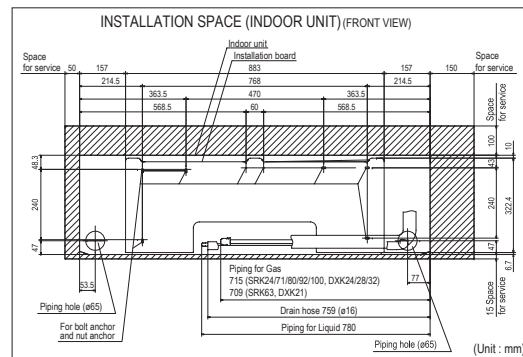 INSTALLATION SPACE (INDOOR UNIT) (FRONT VIEW)
Indoor unit
Installation board
Space
for service
50
157
883
157
150
Space
for service
214.5
768
214.5
363.5
470
363.5
568.5
60
568.5
Space
for service
100
10
48.3
43
240
240
322.4
47
47
53.5
77
15
6.7
Space
for service
Piping hole (ø65)
Piping for Gas
715 (SRK24/71/80/92/100, DXK24/28/32)
709 (SRK63, DXK21)
Drain hose 759 (ø16)
For bolt anchor
and nut anchor
Piping for Liquid 780
Piping hole (ø65)
(Unit : mm)